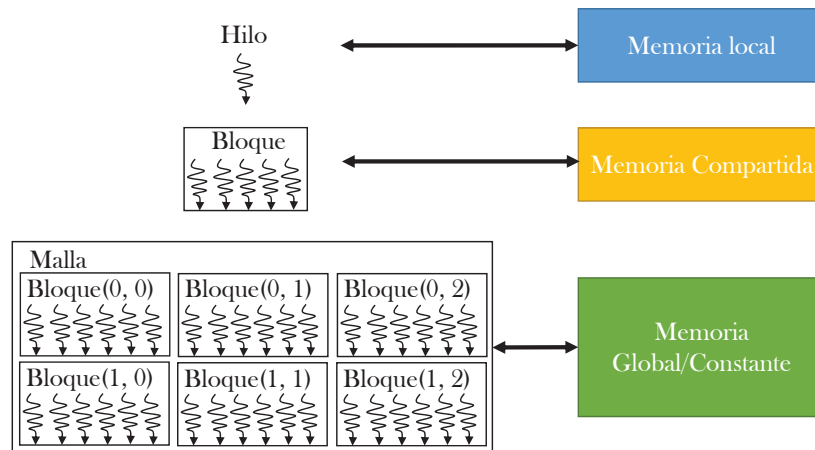 Hilo
Memoria local
Bloque
Memoria Compartida
Malla
Bloque(0, 0)
Bloque(0, 1)
Bloque(0, 2)
Memoria
Global/Constante
Bloque(1, 0)
Bloque(1, 1)
Bloque(1, 2)